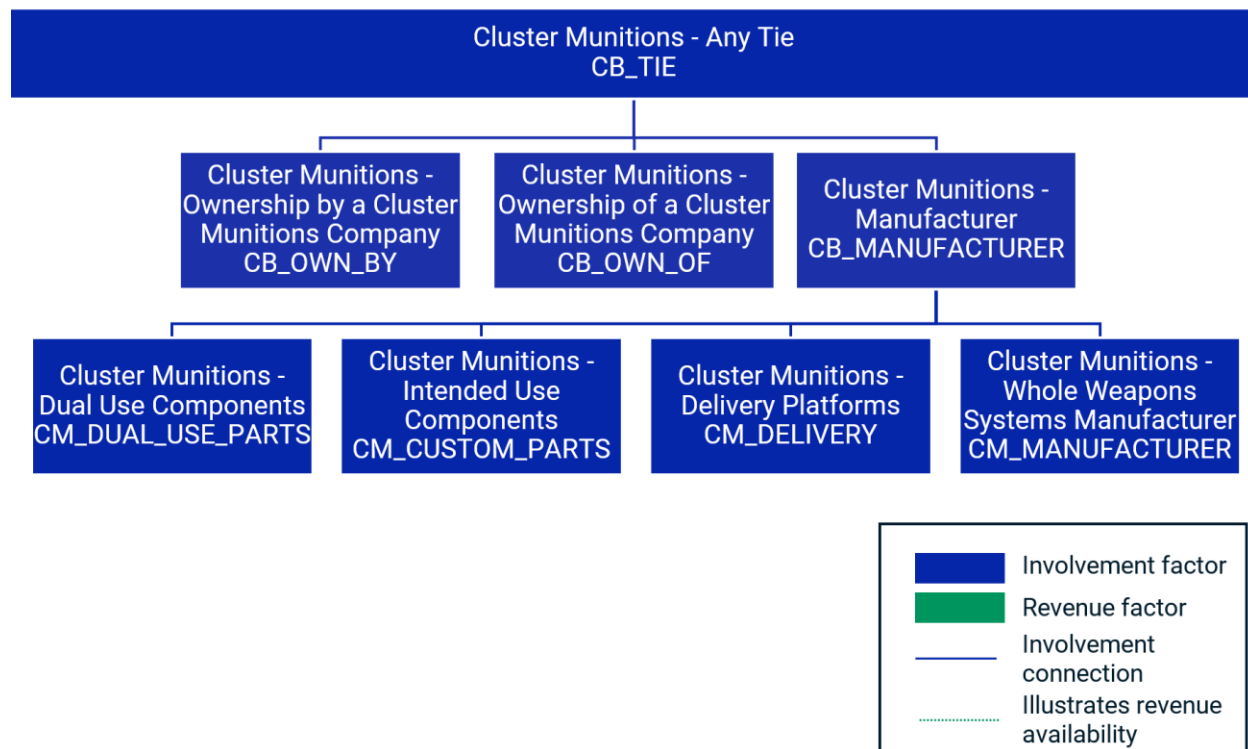 Cluster Munitions - Any Tie
CB_TIE
Cluster Munitions -
Ownership by a Cluster
Munitions Company
CB_OWN_BY
Cluster Munitions -
Ownership of a Cluster
Munitions Company
CB_OWN_OF
Cluster Munitions -
Manufacturer
CB_MANUFACTURER
Cluster Munitions -
Dual Use Components
CM_DUAL_USE_PARTS
Cluster Munitions -
Intended Use
Components
CM_CUSTOM_PARTS
Cluster Munitions -
Delivery Platforms
CM_DELIVERY
Cluster Munitions -
Whole Weapons
Systems Manufacturer
CM_MANUFACTURER
Involvement factor
Revenue factor
Involvement
connection
Illustrates revenue
availability